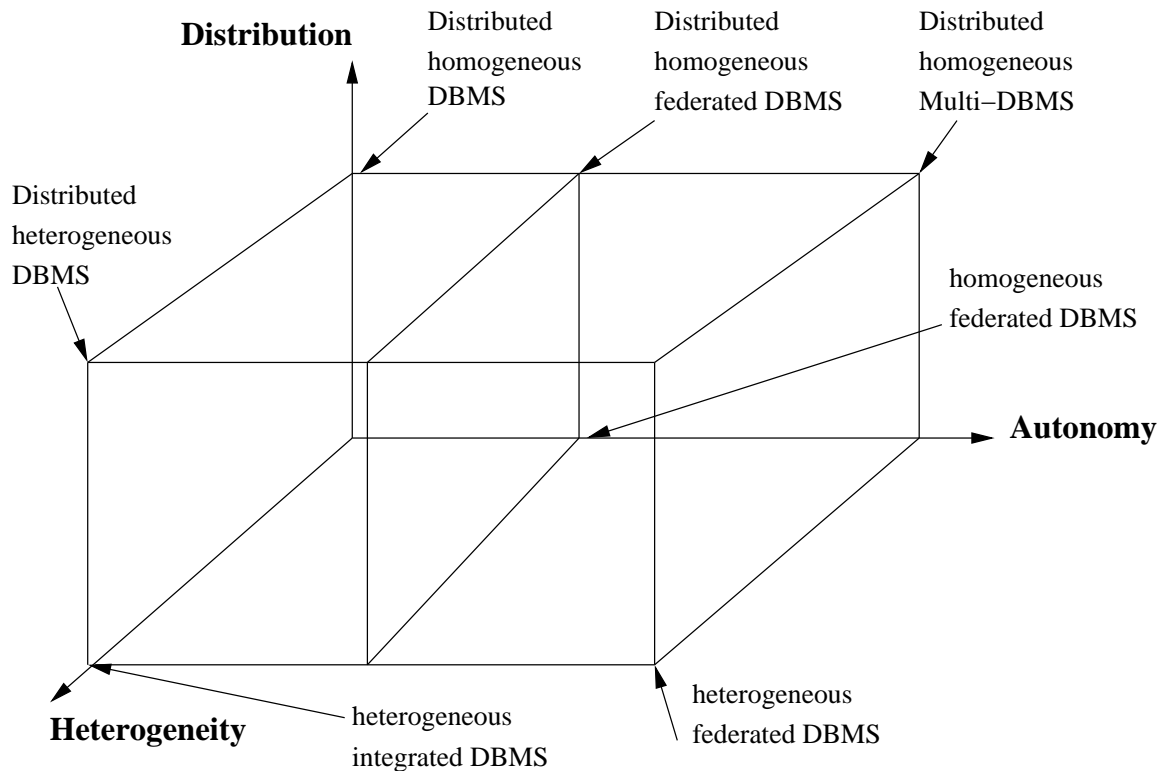 Distribution
Distributed
homogeneous
DBMS
Distributed
homogeneous
federated DBMS
Distributed
homogeneous
Multi−DBMS
Distributed
heterogeneous
DBMS
homogeneous
federated DBMS
Autonomy
Heterogeneity
heterogeneous
integrated DBMS
heterogeneous
federated DBMS